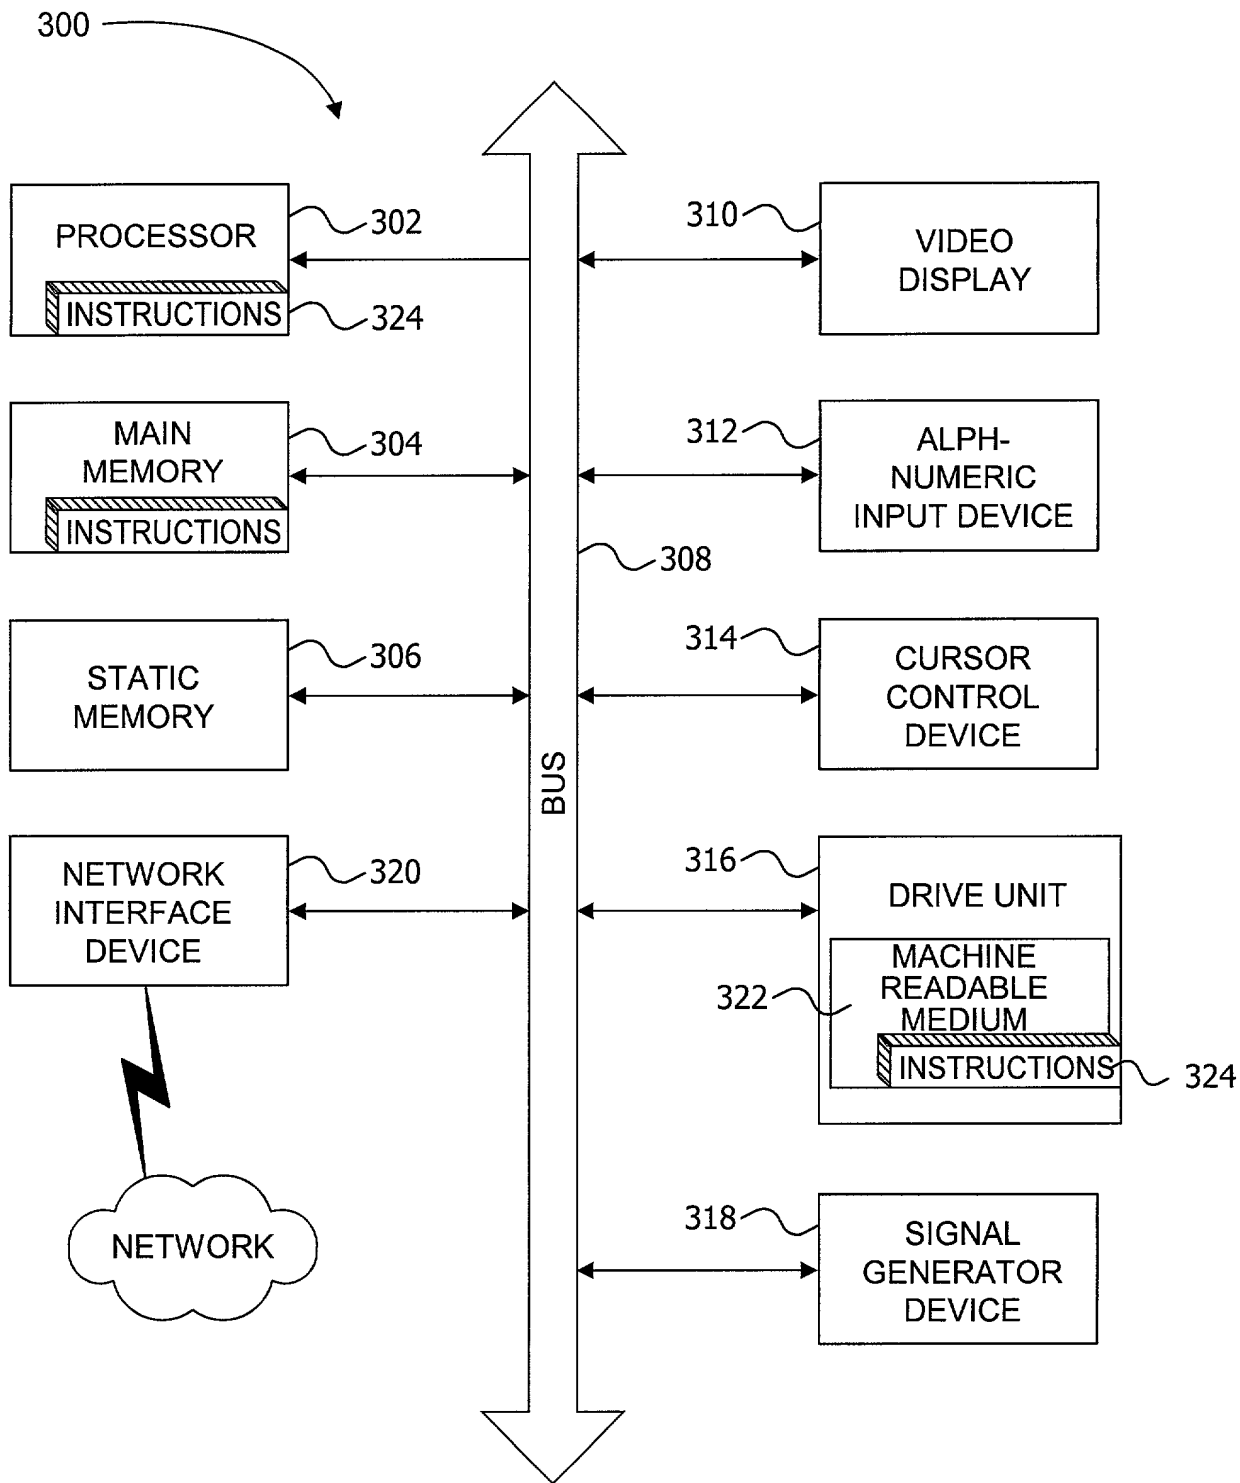 300
PROCESSOR
302
INSTRUCTIONS
324
MAIN
MEMORY
304
INSTRUCTIONS
STATIC
MEMORY
306
NETWORK
INTERFACE
DEVICE
320
NETWORK
BUS
308
310
VIDEO
DISPLAY
312
ALPH-
NUMERIC
INPUT DEVICE
314
CURSOR
CONTROL
DEVICE
316
DRIVE UNIT
322
MACHINE
READABLE
MEDIUM
INSTRUCTIONS
324
318
SIGNAL
GENERATOR
DEVICE